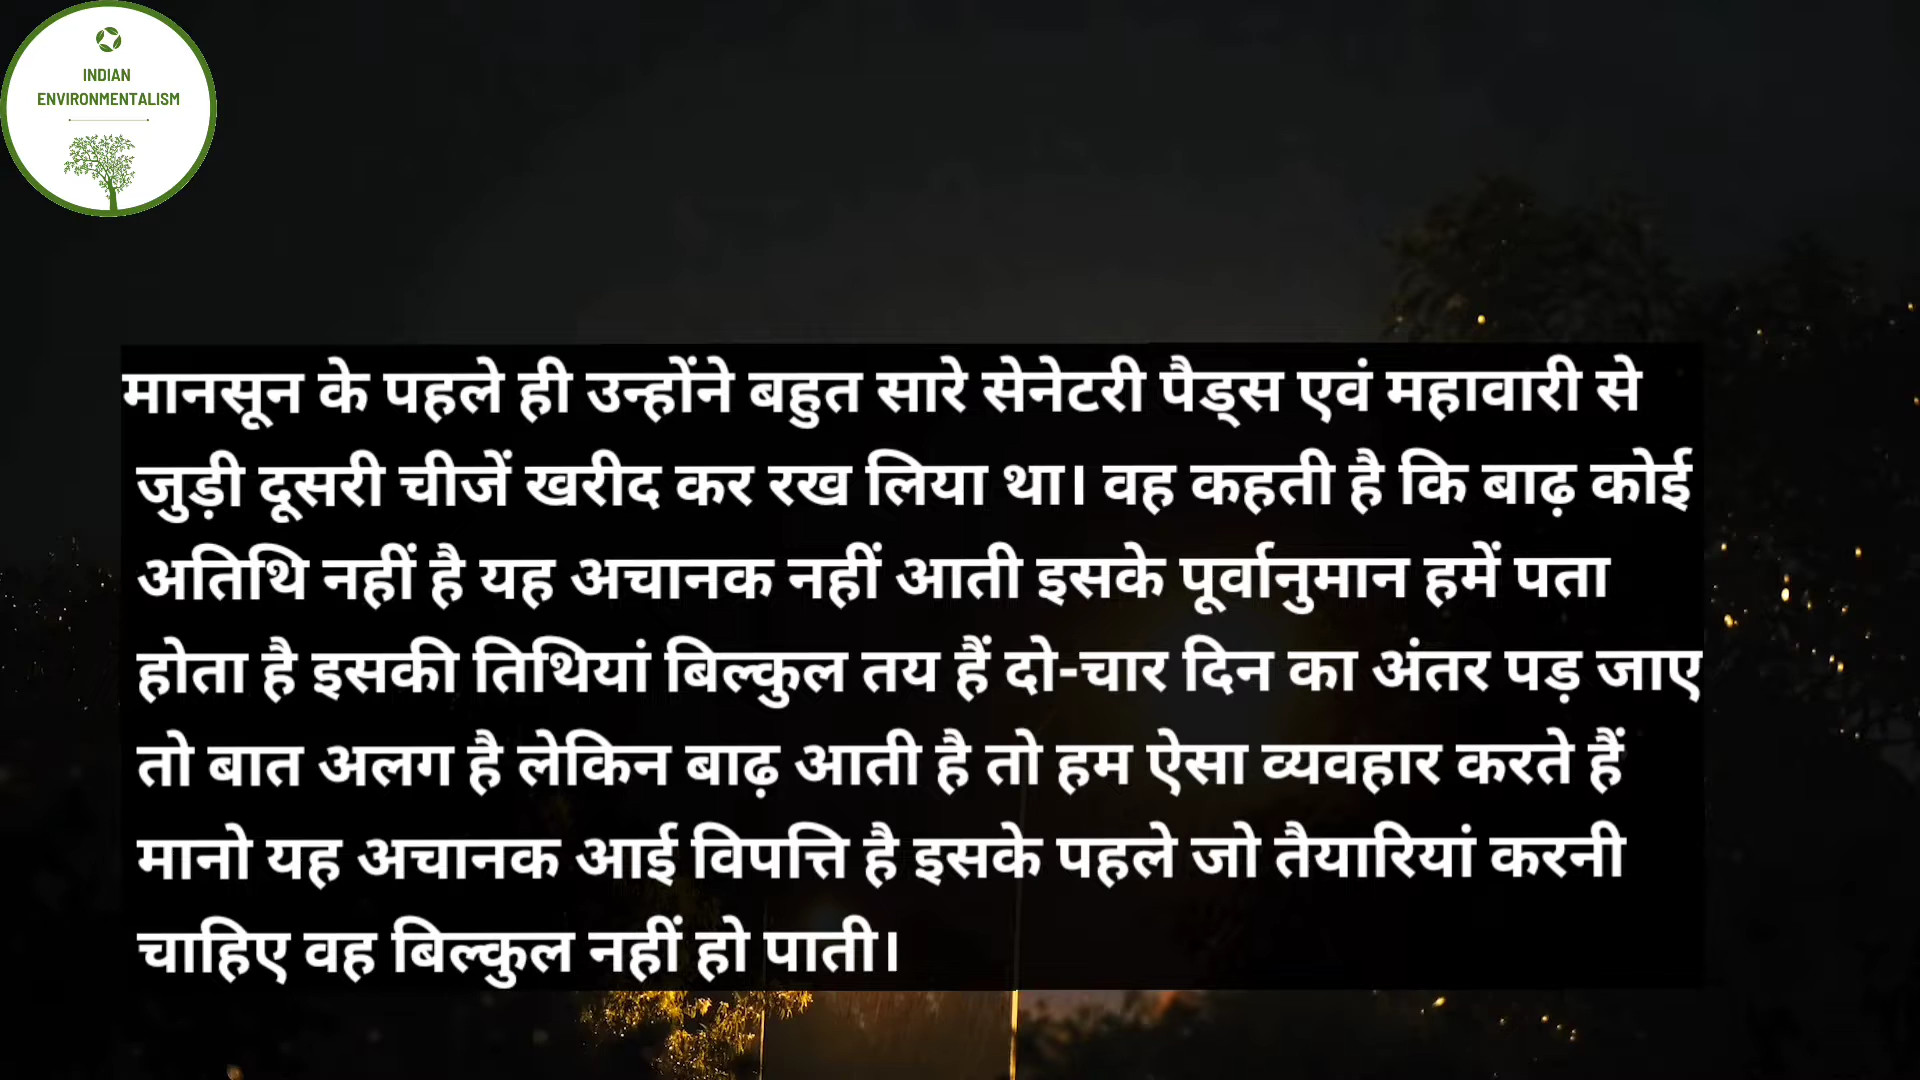 INDIAN
ENVIRONMENTALISM
मानसून के पहले ही उन्होंने बहुत सारे सेनेटरी पैड्स एवं महावारी से
जुड़ी दूसरी चीजें खरीद कर रख लिया था। वह कहती है कि बाढ़ कोई
अतिथि नहीं है यह अचानक नहीं आती इसके पूर्वानुमान हमें पता
होता है इसकी तिथियां बिल्कुल तय हैं दो-चार दिन का अंतर पड़ जाए
तो बात अलग है लेकिन बाढ़ आती है तो हम ऐसा व्यवहार करते हैं
मानो यह अचानक आई विपत्ति है इसके पहले जो तैयारियां करनी
चाहिए वह बिल्कुल नहीं हो पाती।